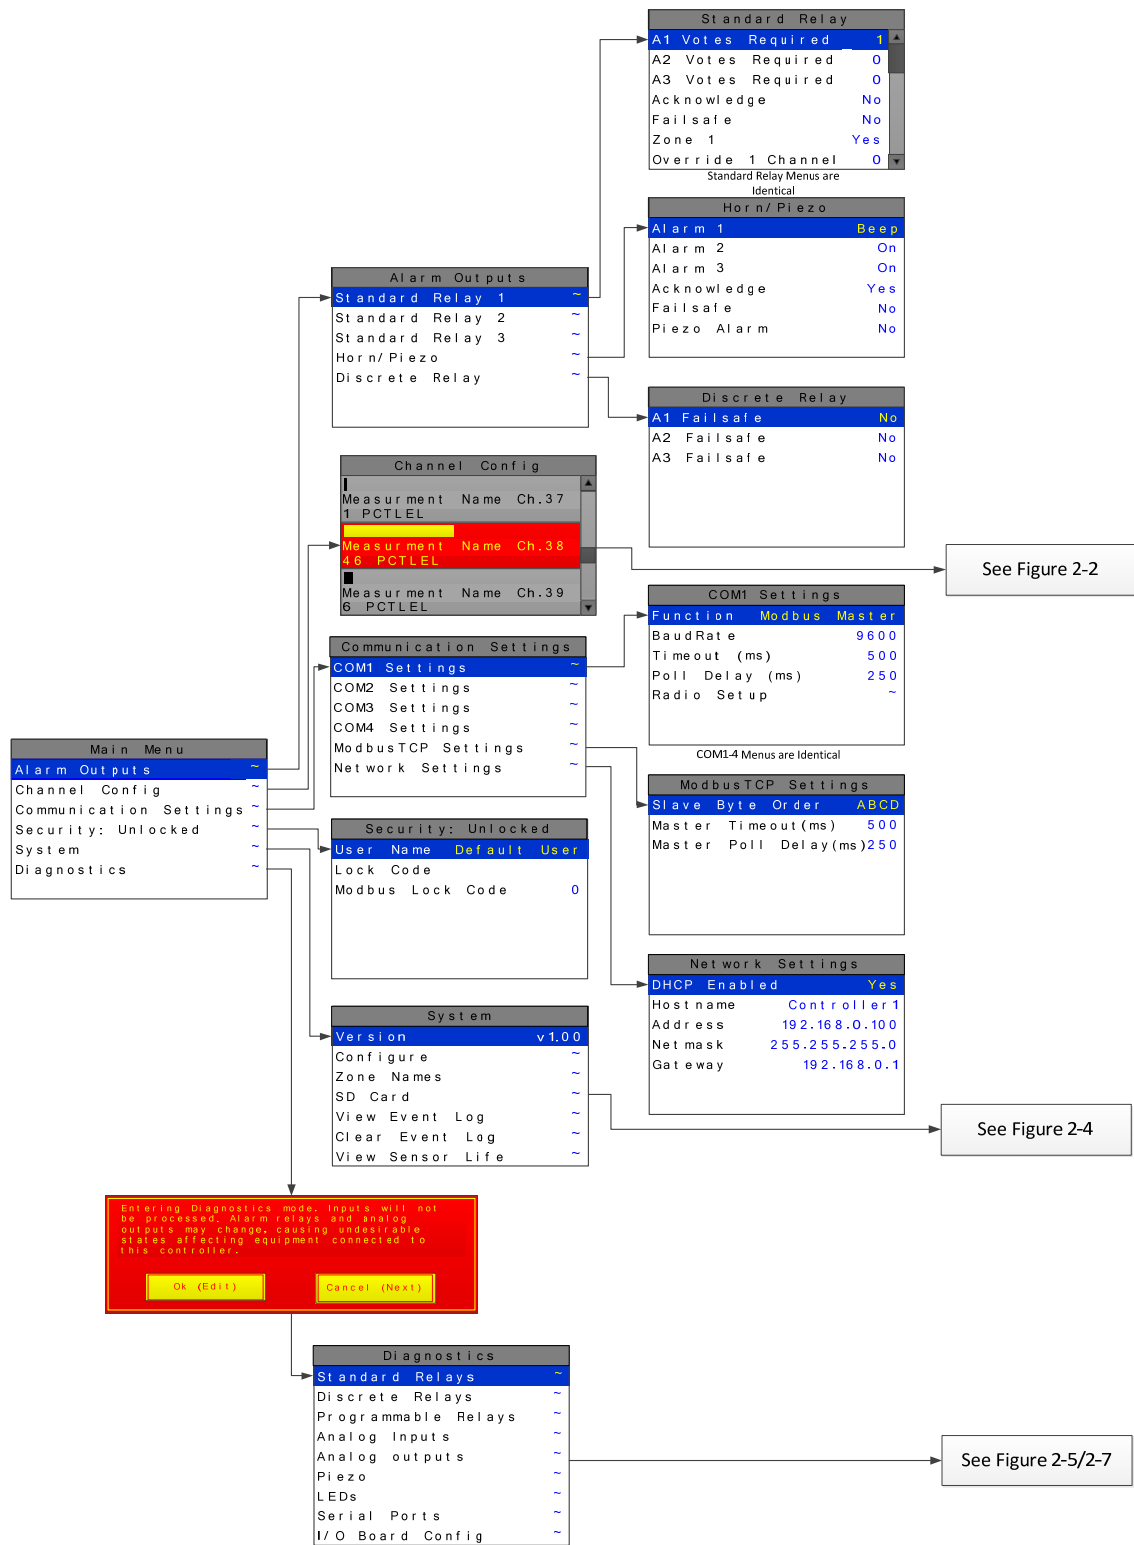 Standard Relay
A1 Votes Required 1
A2 Votes Required 0
A3 Votes Required 0
Acknowledge No
Failsafe No
Zone 1 Yes
Override 1 Channel 0
Standard Relay Menus are
Identical
Horn/Piezo
Alarm 1 Beep
Alarm 2 On
Alarm 3 On
Acknowledge Yes
Failsafe No
Piezo Alarm No
Alarm Outputs
Standard Relay 1 ~
Standard Relay 2 ~
Standard Relay 3 ~
Horn/Piezo ~
Discrete Relay ~
Discrete Relay
A1 Failsafe No
A2 Failsafe No
A3 Failsafe No
Channel Config
Measurment Name Ch.37
1 PCTLEL
Measurment Name Ch.38
46 PCTLEL
Measurment Name Ch.39
6 PCTLEL
See Figure 2-2
COM1 Settings
Function Modbus Master
BaudRate 9600
Timeout (ms) 500
Poll Delay (ms) 250
Radio Setup ~
COM1-4 Menus are Identical
Communication Settings
COM1 Settings ~
COM2 Settings ~
COM3 Settings ~
COM4 Settings ~
ModbusTCP Settings ~
Network Settings ~
Main Menu
Alarm Outputs ~
Channel Config ~
Communication Settings ~
Security: Unlocked ~
System ~
Diagnostics ~
ModbusTCP Settings
Slave Byte Order ABCD
Master Timeout(ms) 500
Master Poll Delay(ms)250
Security: Unlocked
User Name Default User
Lock Code
Modbus Lock Code 0
Network Settings
DHCP Enabled Yes
Hostname Controller1
Address 192.168.0.100
Netmask 255.255.255.0
Gateway 192.168.0.1
System
Version v1.00
Configure ~
Zone Names ~
SD Card ~
View Event Log ~
Clear Event Log ~
View Sensor Life ~
See Figure 2-4
Entering Diagnostics mode. Inputs will not
be processed. Alarm relays and analog
outputs may change, causing undesirable
states affecting equipment connected to
this controller.
Ok (Edit)
Cancel (Next)
Diagnostics
Standard Relays ~
Discrete Relays ~
Programmable Relays ~
Analog Inputs ~
Analog outputs ~
Piezo ~
LEDs ~
Serial Ports ~
I/O Board Config ~
See Figure 2-5/2-7